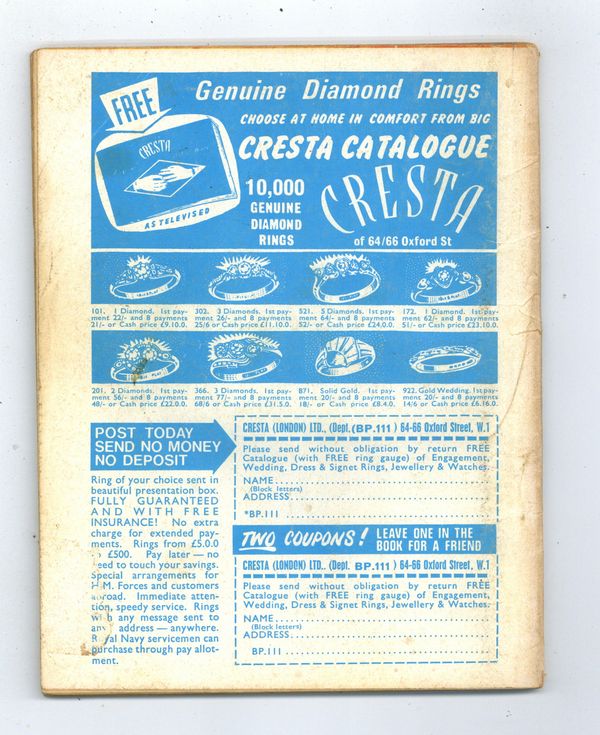 FREE
Genuine Diamond Rings
CHOOSE AT HOME IN COMFORT FROM BIG
CRESTA CATALOGUE
CRESTA
AS TELEVISED
10,000
GENUINE
DIAMOND
RINGS
CRESTA
of 64/66 Oxford St
101. 1 Diamond. 1st pay-
ment 22/- and 8 payments
21/- or Cash price £9.10.0.
302. 3 Diamonds. 1st pay-
ment 26/- and 8 payments
25/6 or Cash price £11.10.0.
521. 5 Diamonds. 1st pay-
ment 64/- and 8 payments
52/- or Cash price £24.0.0.
172. 1 Diamond. 1st pay-
ment 62/- and 8 payments
51/- or Cash price £23.10.0.
201. 2 Diamonds. 1st pay-
ment 56/- and 8 payments
48/- or Cash price £22.0.0.
366. 3 Diamonds. 1st pay-
ment 77/- and 8 payments
68/6 or Cash price £31.5.0.
871. Solid Gold. 1st pay-
ment 20/- and 8 payments
18/- or Cash price £8.4.0.
922. Gold Wedding. 1st pay-
ment 20/- and 8 payments
14/6 or Cash price £6.16.0.
POST TODAY
SEND NO MONEY
NO DEPOSIT
Ring of your choice sent in
beautiful presentation box.
FULLY GUARANTEED
AND WITH FREE
INSURANCE! No extra
charge for extended pay-
ments. Rings from £5.0.0
£500. Pay later — no
need to touch your savings.
Special arrangements for
H.M. Forces and customers
abroad. Immediate atten-
tion, speedy service. Rings
with any message sent to
any address — anywhere.
Royal Navy servicemen can
purchase through pay allot-
ment.
CRESTA (LONDON) LTD., (Dept. (BP.111 ) 64-66 Oxford Street, W.1
Please send without obligation by return FREE
Catalogue (with FREE ring gauge) of Engagement,
Wedding, Dress & Signet Rings, Jewellery & Watches.
NAME
(Block letters)
ADDRESS
*BP.111
TWO COUPONS! LEAVE ONE IN THE
BOOK FOR A FRIEND
CRESTA (LONDON) LTD., (Dept. BP.111 ) 64-66 Oxford Street, W.1
Please send without obligation by return FREE
Catalogue (with FREE ring gauge) of Engagement,
Wedding, Dress & Signet Rings, Jewellery & Watches.
NAME
(Block letters)
ADDRESS
BP.111